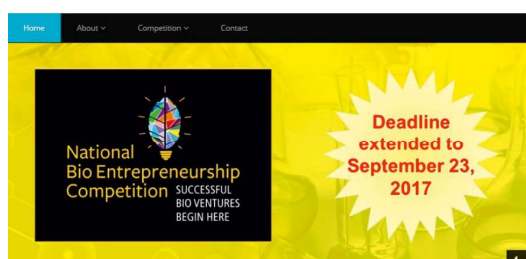 Home About Competition Contact
National
Bio Entrepreneurship
Competition
SUCCESSFUL
BIO VENTURES
BEGIN HERE
Deadline
extended to
September 23,
2017